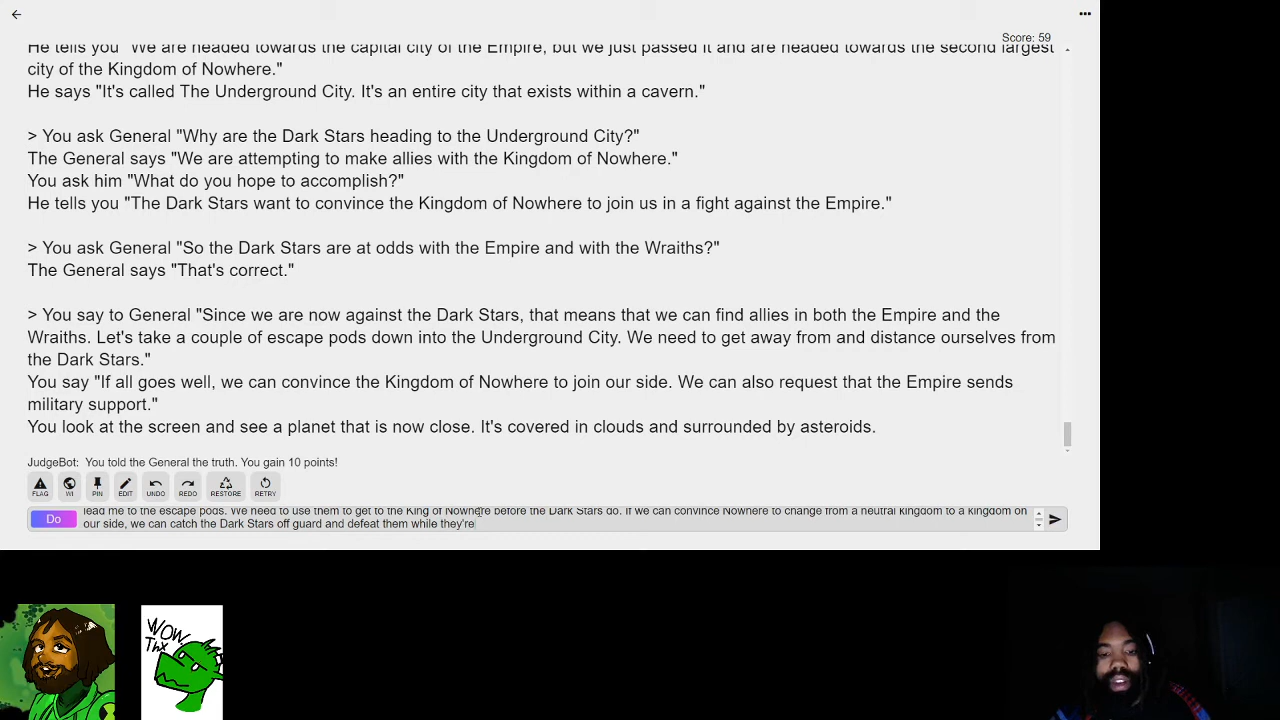 Score: 59
He tells you "We are headed towards the capital city of the Empire, but we just passed it and are headed towards the second largest
city of the Kingdom of Nowhere."
He says "It's called The Underground City. It's an entire city that exists within a cavern."
> You ask General "Why are the Dark Stars heading to the Underground City?"
The General says "We are attempting to make allies with the Kingdom of Nowhere."
You ask him "What do you hope to accomplish?"
He tells you "The Dark Stars want to convince the Kingdom of Nowhere to join us in a fight against the Empire."
> You ask General "So the Dark Stars are at odds with the Empire and with the Wraiths?"
The General says "That's correct."
> You say to General "Since we are now against the Dark Stars, that means that we can find allies in both the Empire and the
Wraiths. Let's take a couple of escape pods down into the Underground City. We need to get away from and distance ourselves from
the Dark Stars."
You say "If all goes well, we can convince the Kingdom of Nowhere to join our side. We can also request that the Empire sends
military support."
You look at the screen and see a planet that is now close. It's covered in clouds and surrounded by asteroids.
JudgeBot: You told the General the truth. You gain 10 points!
FLAG WI PIN EDIT UNDO REDO RESTORE RETRY
lead me to the escape pods. We need to use them to get to the King of Nowhere before the Dark Stars do. If we can convince Nowhere to change from a neutral kingdom to a kingdom on
Do our side, we can catch the Dark Stars off guard and defeat them while they're
WOW
Thx